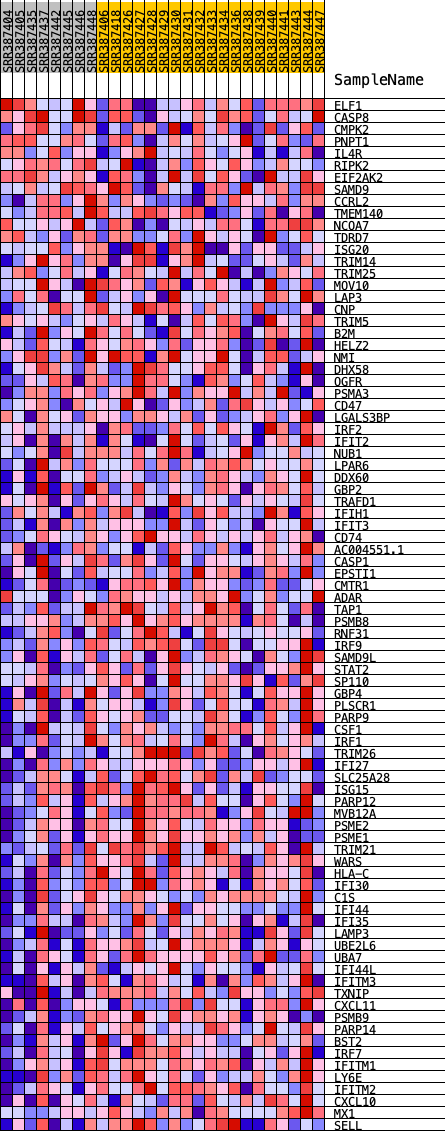 SRR387404
SRR387405
SRR387435
SRR387437
SRR387442
SRR387445
SRR387446
SRR387448
SRR387406
SRR387418
SRR387426
SRR387427
SRR387428
SRR387429
SRR387430
SRR387431
SRR387432
SRR387433
SRR387434
SRR387436
SRR387438
SRR387439
SRR387440
SRR387441
SRR387443
SRR387444
SRR387447
SampleName
ELF1
CASP8
CMPK2
PNPT1
IL4R
RIPK2
EIF2AK2
SAMD9
CCRL2
TMEM140
NCOA7
TDRD7
ISG20
TRIM14
TRIM25
MOV10
LAP3
CNP
TRIM5
B2M
HELZ2
NMI
DHX58
OGFR
PSMA3
CD47
LGALS3BP
IRF2
IFIT2
NUB1
LPAR6
DDX60
GBP2
TRAFD1
IFIH1
IFIT3
CD74
AC004551.1
CASP1
EPSTI1
CMTR1
ADAR
TAP1
PSMB8
RNF31
IRF9
SAMD9L
STAT2
SP110
GBP4
PLSCR1
PARP9
CSF1
IRF1
TRIM26
IFI27
SLC25A28
ISG15
PARP12
MVB12A
PSME2
PSME1
TRIM21
WARS
HLA-C
IFI30
C1S
IFI44
IFI35
LAMP3
UBE2L6
UBA7
IFI44L
IFITM3
TXNIP
CXCL11
PSMB9
PARP14
BST2
IRF7
IFITM1
LY6E
IFITM2
CXCL10
MX1
SELL